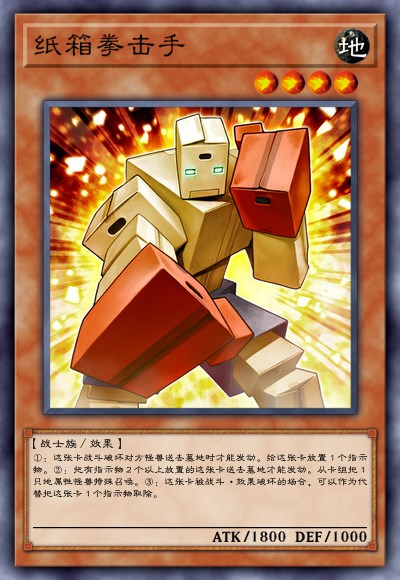 纸箱拳击手
地
【战士族／效果】
①：这张卡战斗破坏对方怪兽送去墓地时才能发动。给这张卡放置1个指示
物。②：把有指示物2个以上放置的这张卡送去墓地才能发动。从卡组把1
只地属性怪兽特殊召唤。③：这张卡被战斗·效果破坏的场合，可以作为代
替把这张卡1个指示物取除。
ATK/1800 DEF/1000